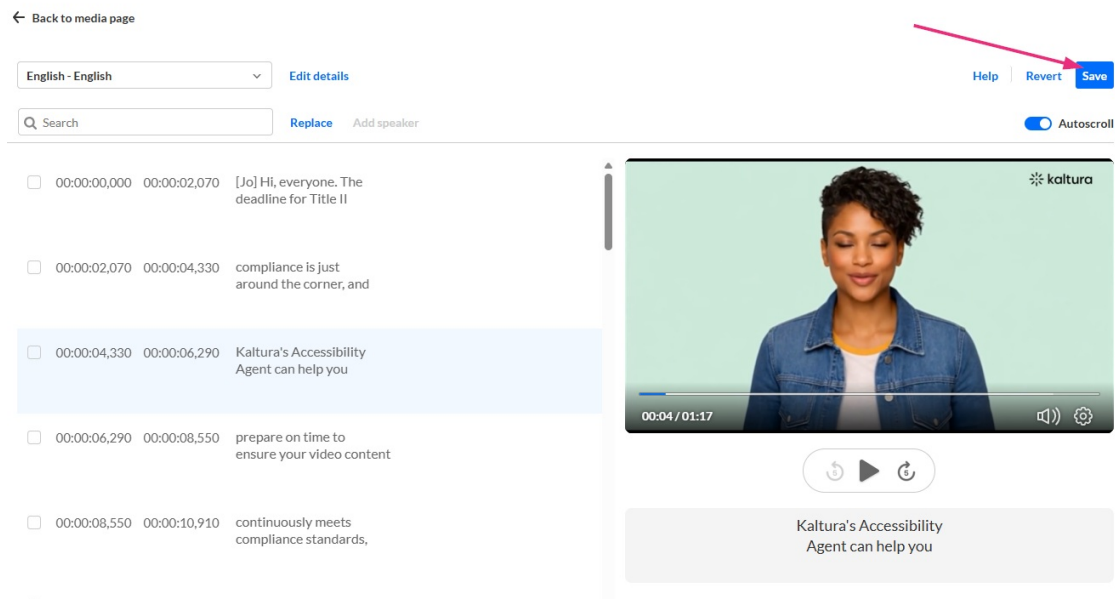 Back to media page
English - English
Edit details
Help
Revert
Save
Search
Replace
Add speaker
Autoscroll
00:00:00,000 00:00:02,070 [Jo] Hi, everyone. The
deadline for Title II
00:00:02,070 00:00:04,330 compliance is just
around the corner, and
00:00:04,330 00:00:06,290 Kaltura's Accessibility
Agent can help you
00:00:06,290 00:00:08,550 prepare on time to
ensure your video content
00:00:08,550 00:00:10,910 continuously meets
compliance standards,
kaltura
00:04 / 01:17
5
5
Kaltura's Accessibility
Agent can help you